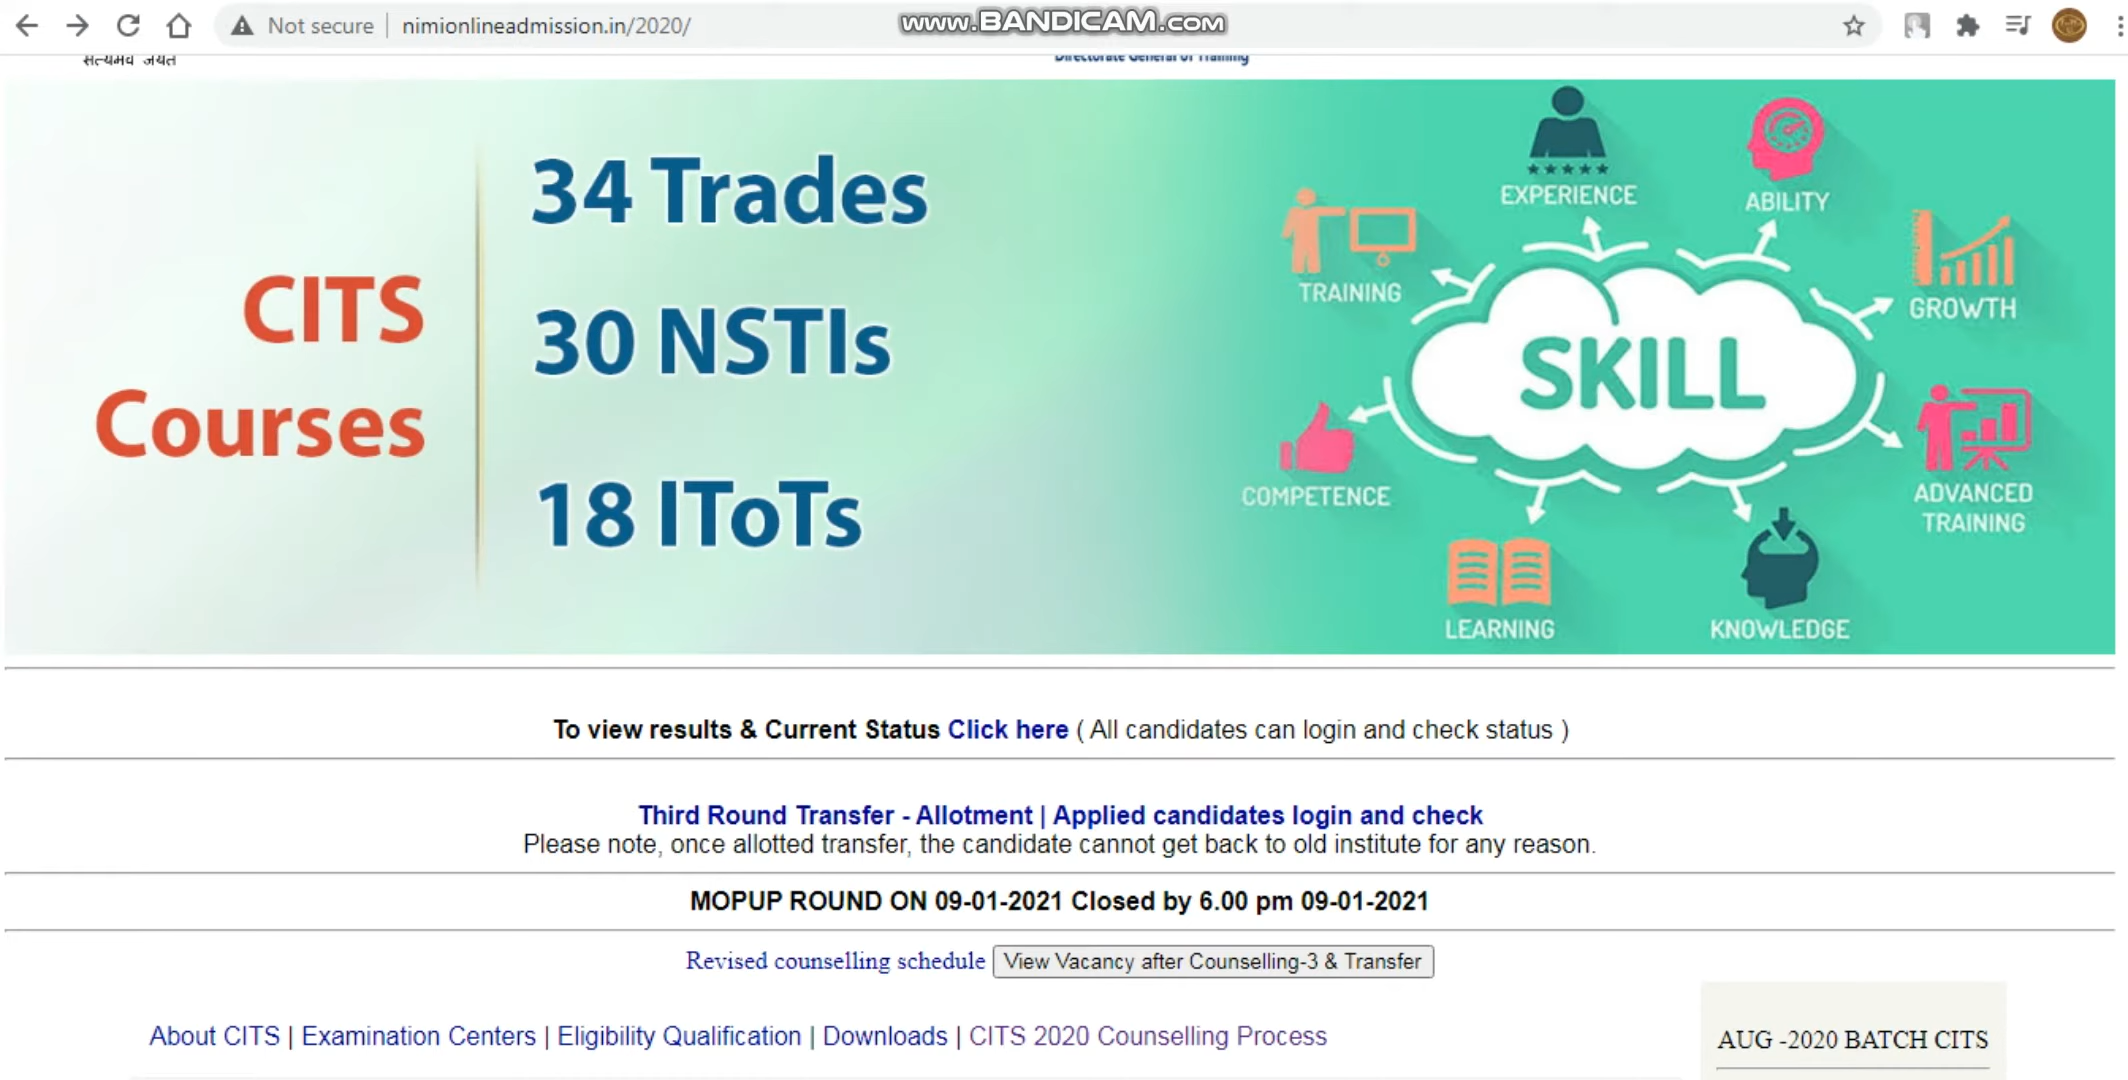 Not secure
nimionlineadmission.in/2020/
www.BANDICAM.com
सत्यमेव जयते
Directorate General of Training
CITS
Courses
34 Trades
30 NSTIs
18 IToTs
EXPERIENCE
ABILITY
TRAINING
GROWTH
SKILL
COMPETENCE
ADVANCED
TRAINING
LEARNING
KNOWLEDGE
To view results & Current Status Click here ( All candidates can login and check status )
Third Round Transfer - Allotment | Applied candidates login and check
Please note, once allotted transfer, the candidate cannot get back to old institute for any reason.
MOPUP ROUND ON 09-01-2021 Closed by 6.00 pm 09-01-2021
Revised counselling schedule View Vacancy after Counselling-3 & Transfer
About CITS | Examination Centers | Eligibility Qualification | Downloads | CITS 2020 Counselling Process
AUG -2020 BATCH CITS